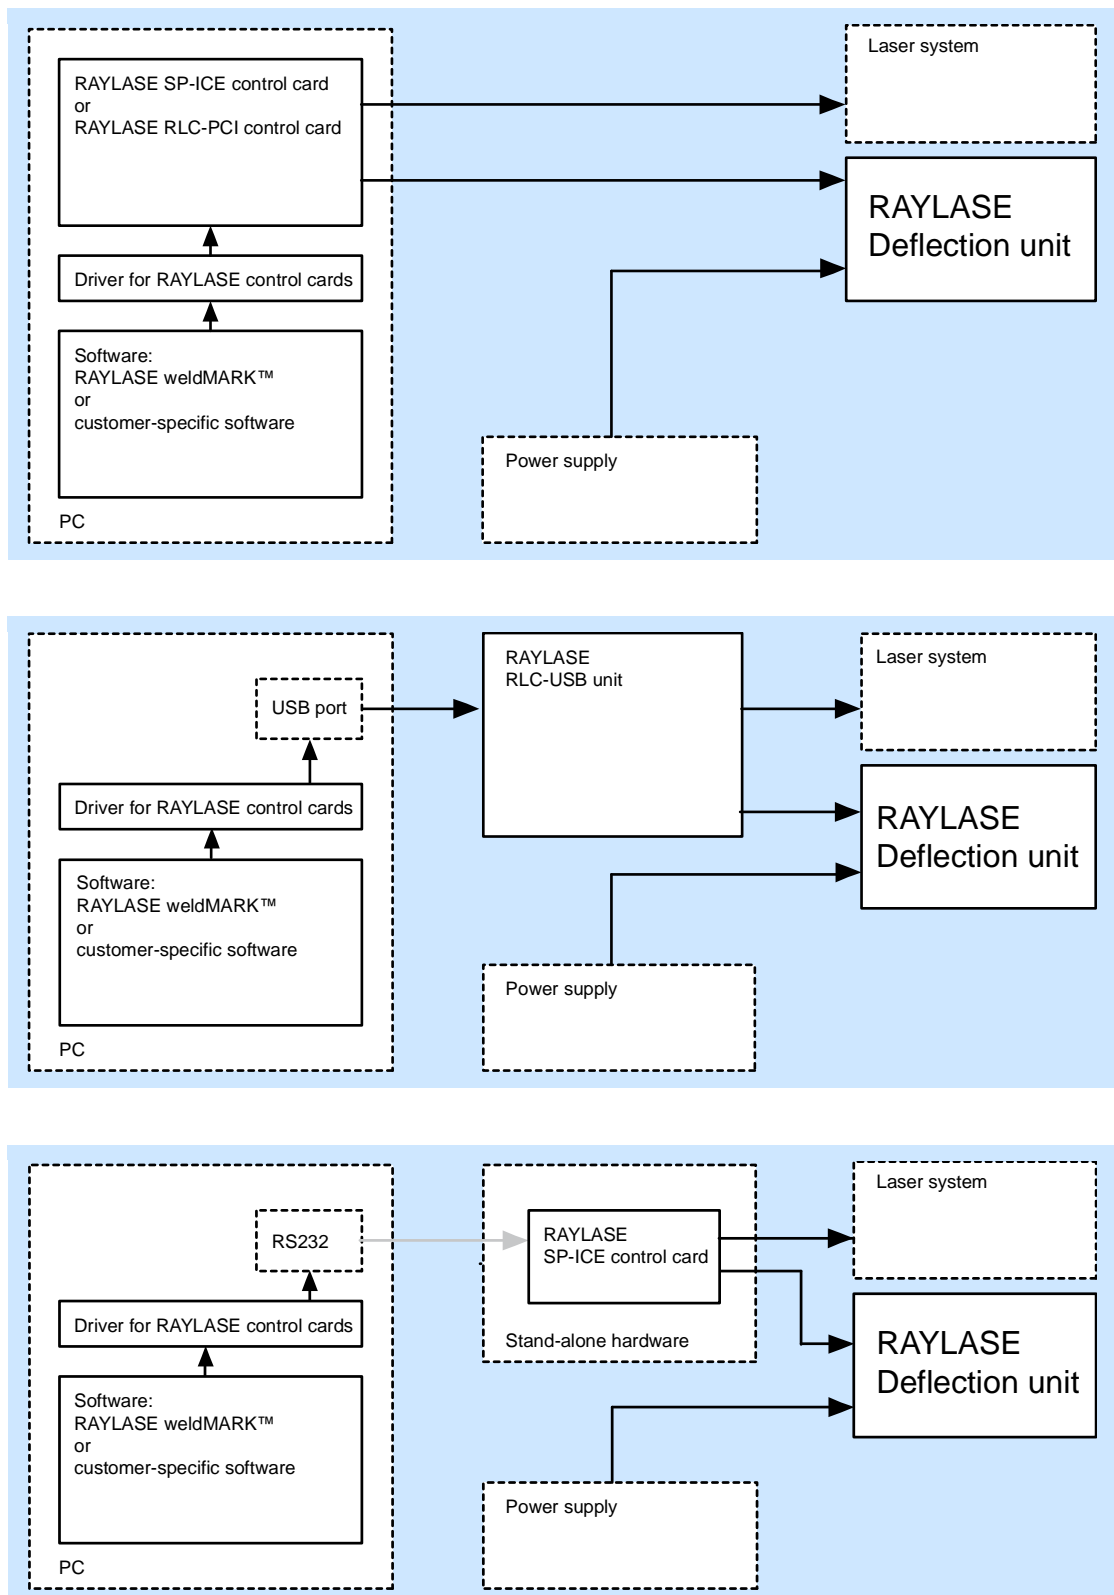 RAYLASE SP-ICE control card
or
RAYLASE RLC-PCI control card
Driver for RAYLASE control cards
Software:
RAYLASE weldMARK™
or
customer-specific software
PC
Laser system
RAYLASE
Deflection unit
Power supply
USB port
Driver for RAYLASE control cards
Software:
RAYLASE weldMARK™
or
customer-specific software
PC
RAYLASE
RLC-USB unit
Laser system
RAYLASE
Deflection unit
Power supply
RS232
Driver for RAYLASE control cards
Software:
RAYLASE weldMARK™
or
customer-specific software
PC
RAYLASE
SP-ICE control card
Stand-alone hardware
Laser system
RAYLASE
Deflection unit
Power supply